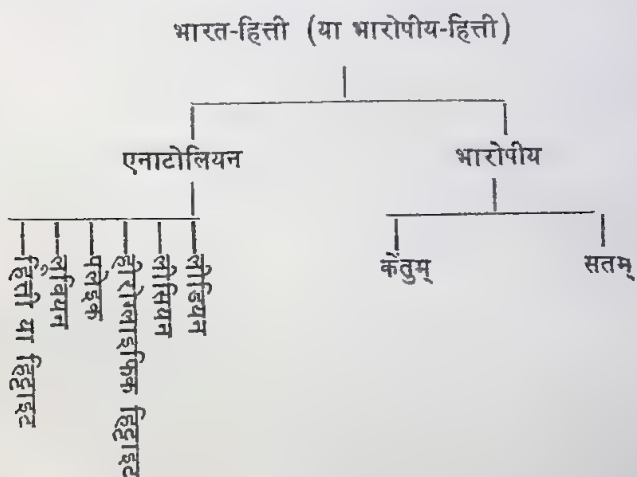 भारत-हित्ती (या भारोपीय-हित्ती)
एनाटोलियन
भारोपीय
हित्ती या हिट्टाइट
लूवियन
पलेइक
हीरोग्लाइफिक हिट्टाइट
लीसियन
लीडियन
केंतुम्
सतम्